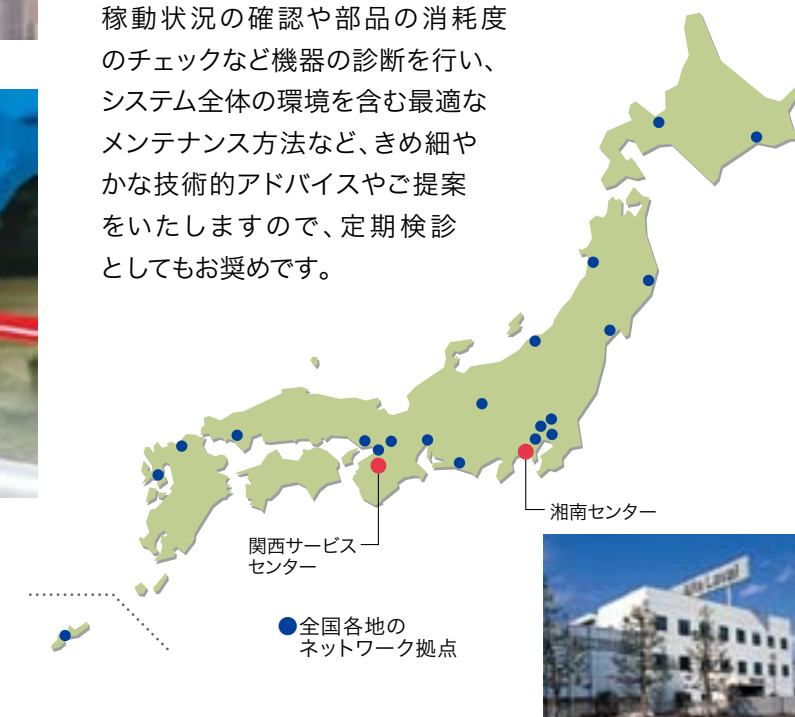 稼動状況の確認や部品の消耗度
のチェックなど機器の診断を行い、
システム全体の環境を含む最適な
メンテナンス方法など、きめ細や
かな技術的アドバイスやご提案
をいたしますので、定期検診
としてもお奨めです。
湘南センター
関西サービス
センター
全国各地の
ネットワーク拠点
Alfa Laval